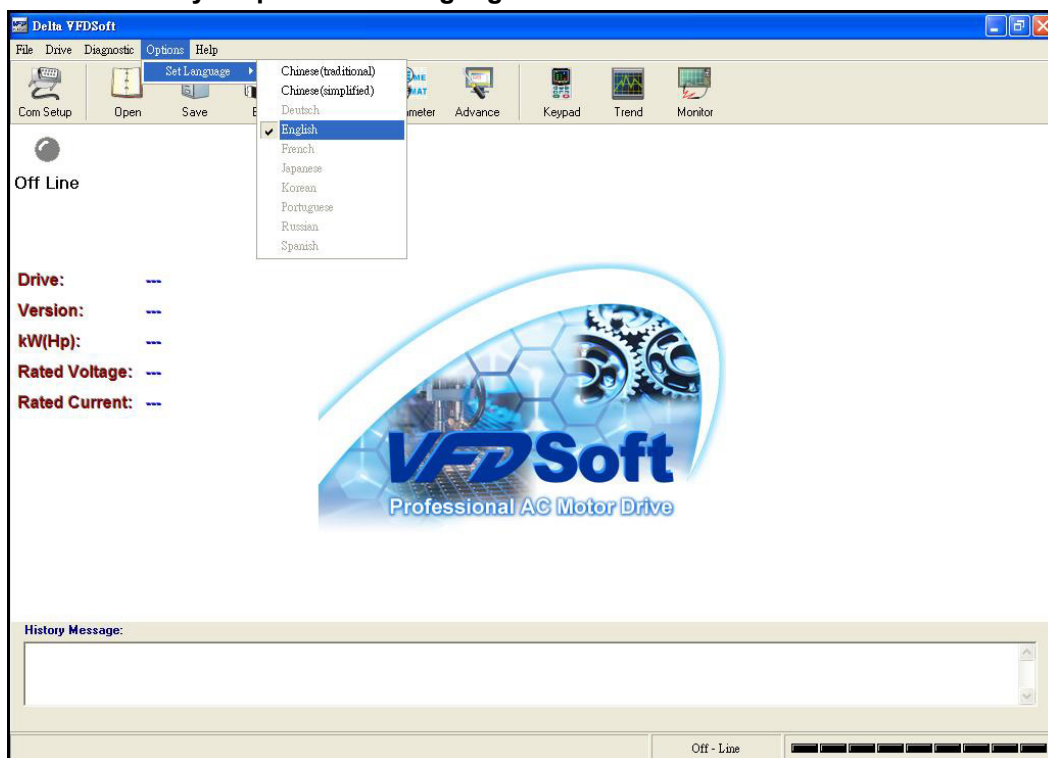 Delta VFDSoft
File Drive Diagnostic Options Help
Set Language
Chinese(traditional)
Chinese(simplified)
Deutsch
English
French
Japanese
Korean
Portuguese
Russian
Spanish
Com Setup Open Save Advance Keypad Trend Monitor
Off Line
Drive: ---
Version: ---
kW(Hp): ---
Rated Voltage: ---
Rated Current: ---
VFDSoft
Professional AC Motor Drive
History Message:
Off - Line